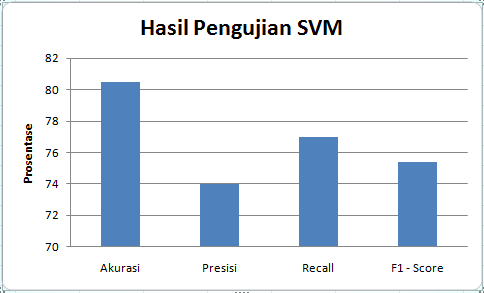 Hasil Pengujian SVM
Prosentase
82
80
78
76
74
72
70
Akurasi Presisi Recall F1 - Score